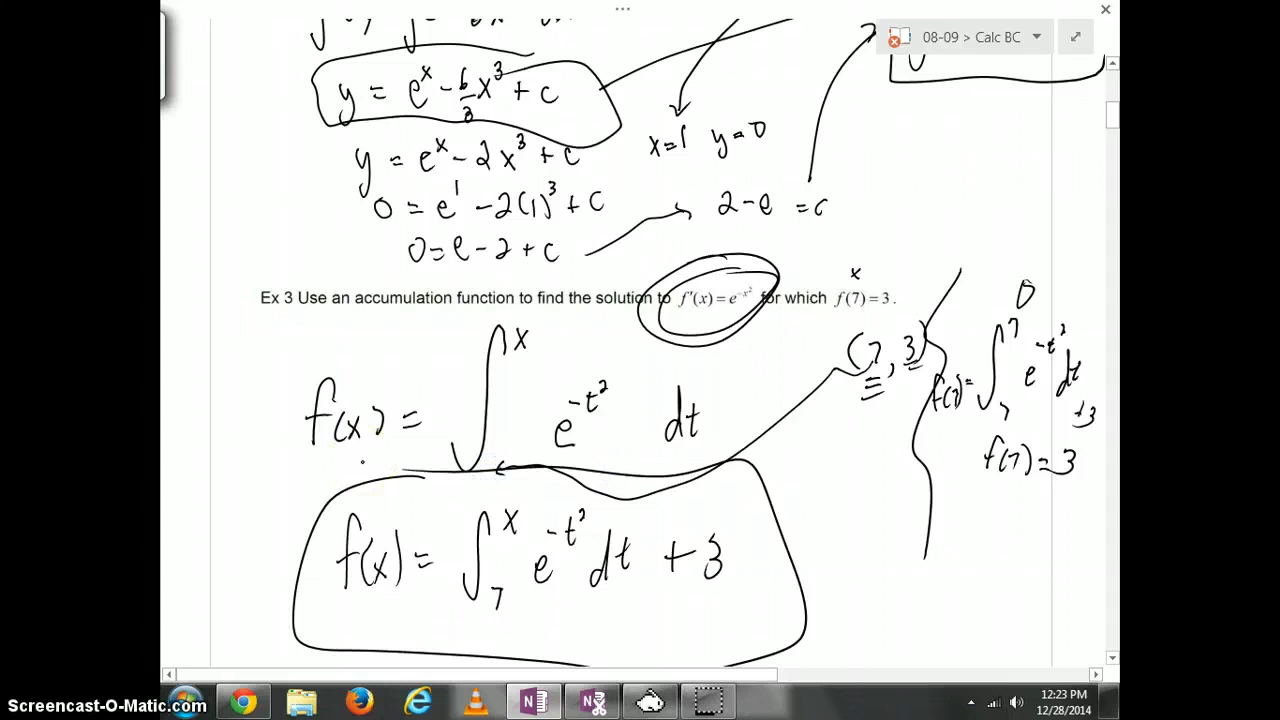 08-09 > Calc BC
y = e^x - 6/3 x^3 + c
x=1 y=0
y = e^x - 2x^3 + c
0 = e^1 - 2(1)^3 + c
2-e = c
0 = e - 2 + c
x
Ex 3 Use an accumulation function to find the solution to f'(x) = e^{-x^2} for which f(7) = 3.
0
(7, 3)
f(x) = ∫^x e^{-t^2} dt
f(7) = ∫_7^7 e^{-t^2} dt +3
f(7) = 3
f(x) = ∫_7^x e^{-t^2} dt + 3
Screencast-O-Matic.com
12:23 PM
12/28/2014